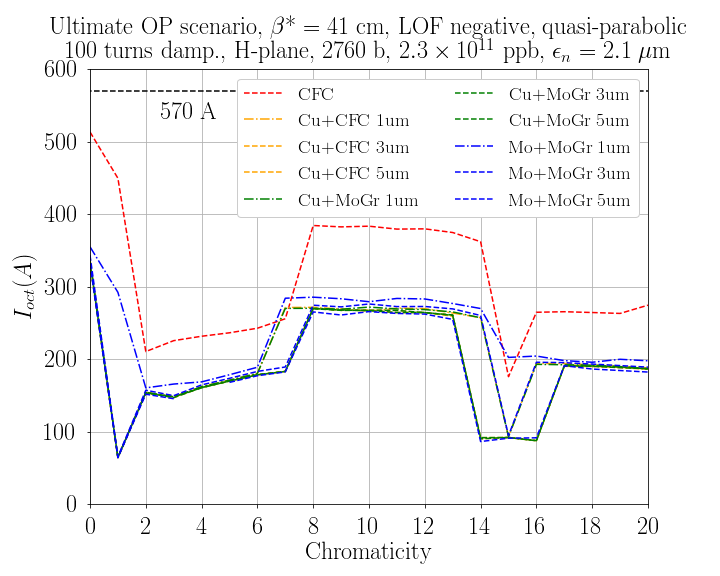 Ultimate OP scenario, β* = 41 cm, LOF negative, quasi-parabolic
100 turns damp., H-plane, 2760 b, 2.3 × 10¹¹ ppb, ϵₙ = 2.1 μm
600
500
400
300
200
100
0
I_oct(A)
570 A
CFC
Cu+CFC 1um
Cu+CFC 3um
Cu+CFC 5um
Cu+MoGr 1um
Cu+MoGr 3um
Cu+MoGr 5um
Mo+MoGr 1um
Mo+MoGr 3um
Mo+MoGr 5um
0 2 4 6 8 10 12 14 16 18 20
Chromaticity